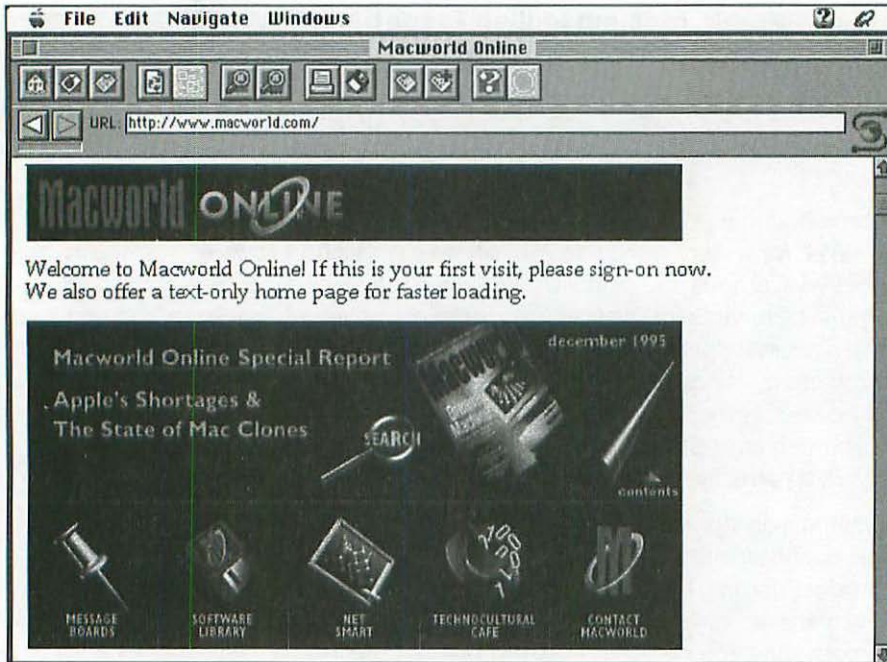 File Edit Navigate Windows
Macworld Online
URL: http://www.macworld.com/
Macworld ONLINE
Welcome to Macworld Online! If this is your first visit, please sign-on now.
We also offer a text-only home page for faster loading.
december 1995
Macworld Online Special Report
Apple's Shortages &
The State of Mac Clones
SEARCH
Macworld
contents
MESSAGE
BOARDS
SOFTWARE
LIBRARY
NET
SMART
TECHNOCULTURAL
CAFE
CONTACT
MACWORLD